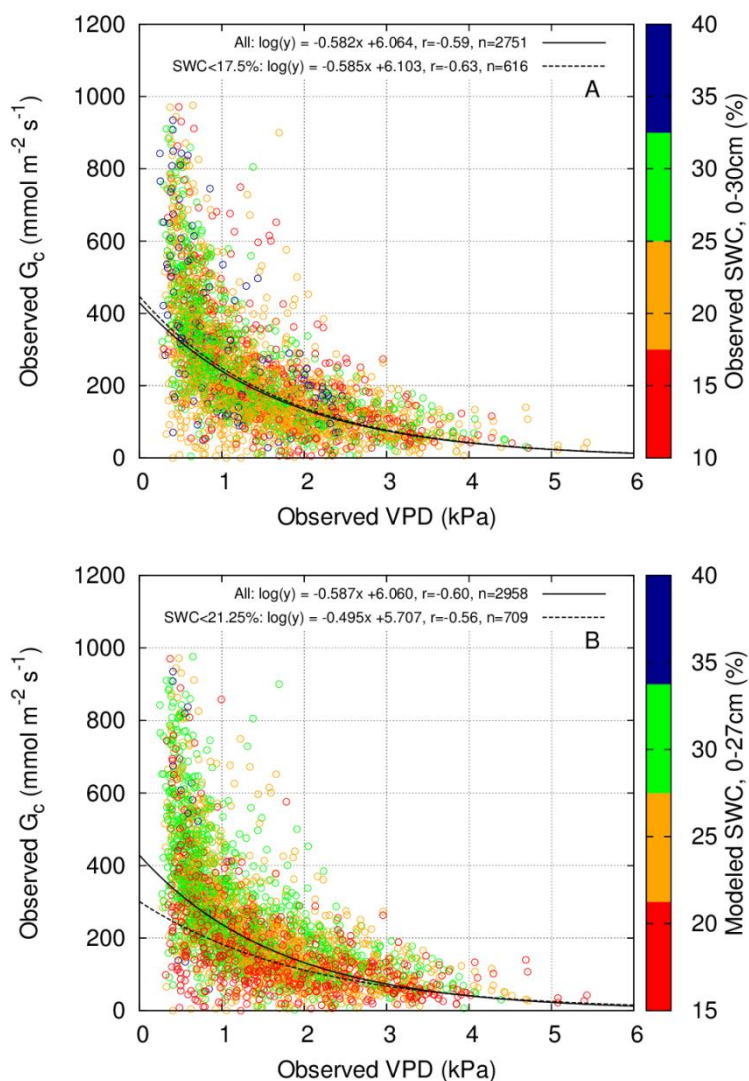 1200
1000
800
600
400
200
0
Observed Gc (mmol m-2 s-1)
All: log(y) = -0.582x +6.064, r=-0.59, n=2751
SWC<17.5%: log(y) = -0.585x +6.103, r=-0.63, n=616
A
0 1 2 3 4 5 6
Observed VPD (kPa)
40
35
30
25
20
15
10
Observed SWC, 0-30cm (%)
1200
1000
800
600
400
200
0
Observed Gc (mmol m-2 s-1)
All: log(y) = -0.587x +6.060, r=-0.60, n=2958
SWC<21.25%: log(y) = -0.495x +5.707, r=-0.56, n=709
B
0 1 2 3 4 5 6
Observed VPD (kPa)
40
35
30
25
20
15
Modeled SWC, 0-27cm (%)